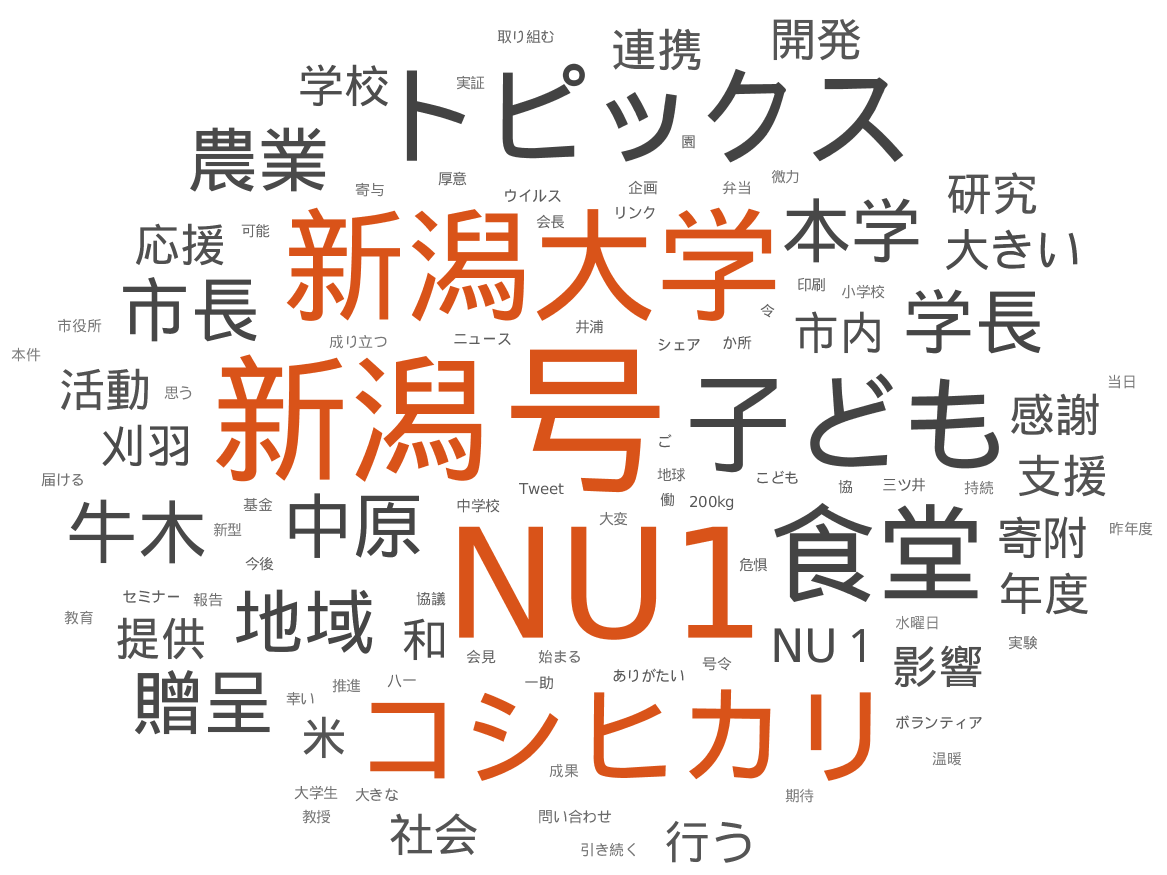 取り組む
連携
開発
学校
実証
トピックス
園
農業
厚意
寄与
ウイルス
企画
弁当
微力
研究
応援
可能
会長
リンク
新潟大学
本学
大きい
市長
印刷
小学校
令
学長
市役所
成り立つ
ニュース
井浦
シェア
か所
市内
本件
活動
思う
新潟
号
子ども
当日
感謝
刈羽
ご
届ける
地球
こども
協
三ツ井
持続
支援
Tweet
働
200kg
牛木
新型
基金
中原
中学校
大変
NU1
食堂
寄附
昨年度
今後
危惧
年度
セミナー
報告
教育
地域
協議
提供
和
水曜日
NU１
実験
会見
始まる
号令
影響
贈呈
幸い
推進
八一
一助
ありがたい
米
コシヒカリ
ボランティア
成果
温暖
大学生
大きな
期待
教授
社会
問い合わせ
引き続く
行う